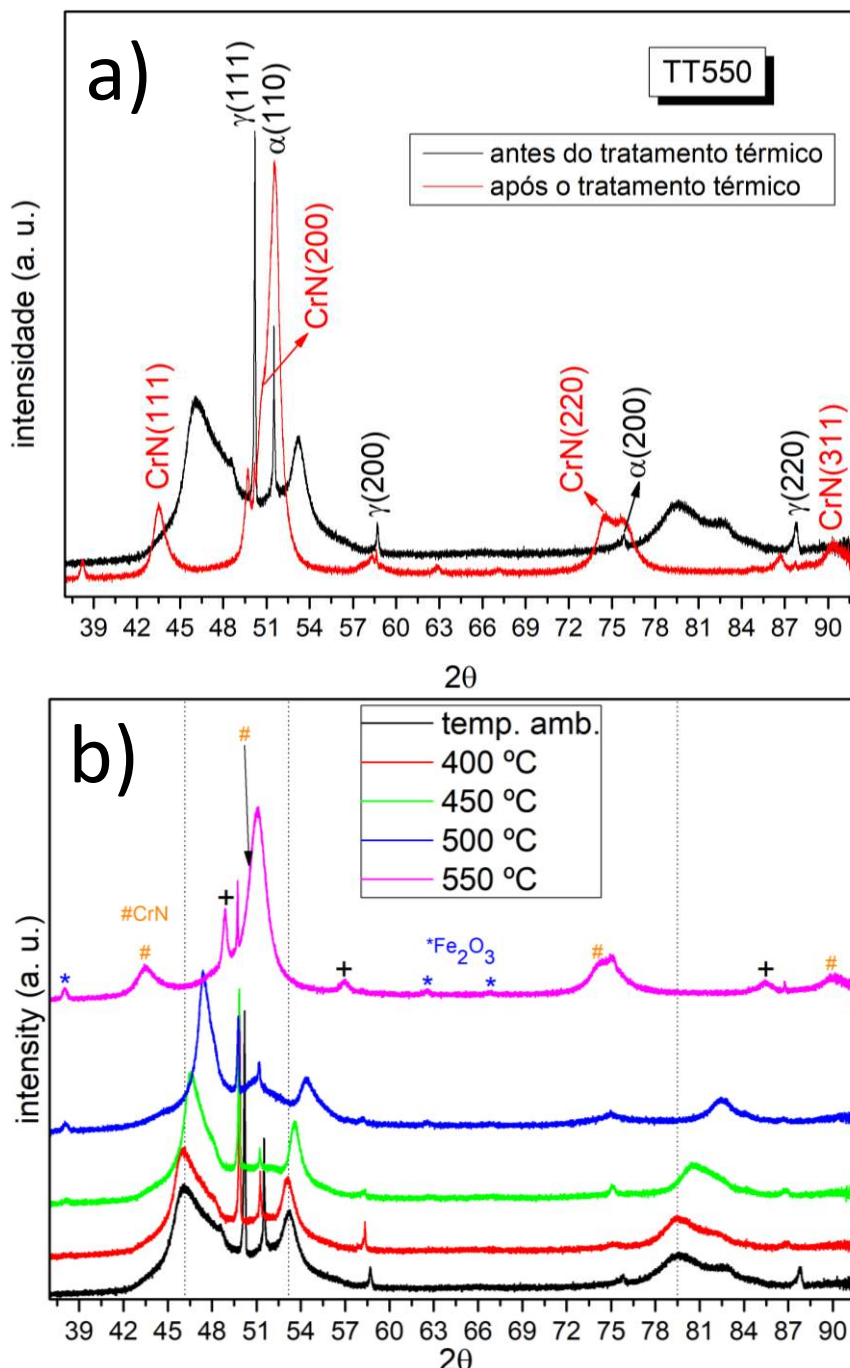 a)
TT550
γ(111)
α(110)
antes do tratamento térmico
após o tratamento térmico
CrN(200)
CrN(111)
CrN(220)
α(200)
γ(200)
γ(220)
CrN(311)
intensidade (a. u.)
39 42 45 48 51 54 57 60 63 66 69 72 75 78 81 84 87 90
2θ
b)
#
temp. amb.
400 ºC
450 ºC
500 ºC
550 ºC
+
#CrN
#
*
*Fe₂O₃
+
*
*
#
+
#
intensity (a. u.)
39 42 45 48 51 54 57 60 63 66 69 72 75 78 81 84 87 90
2θ